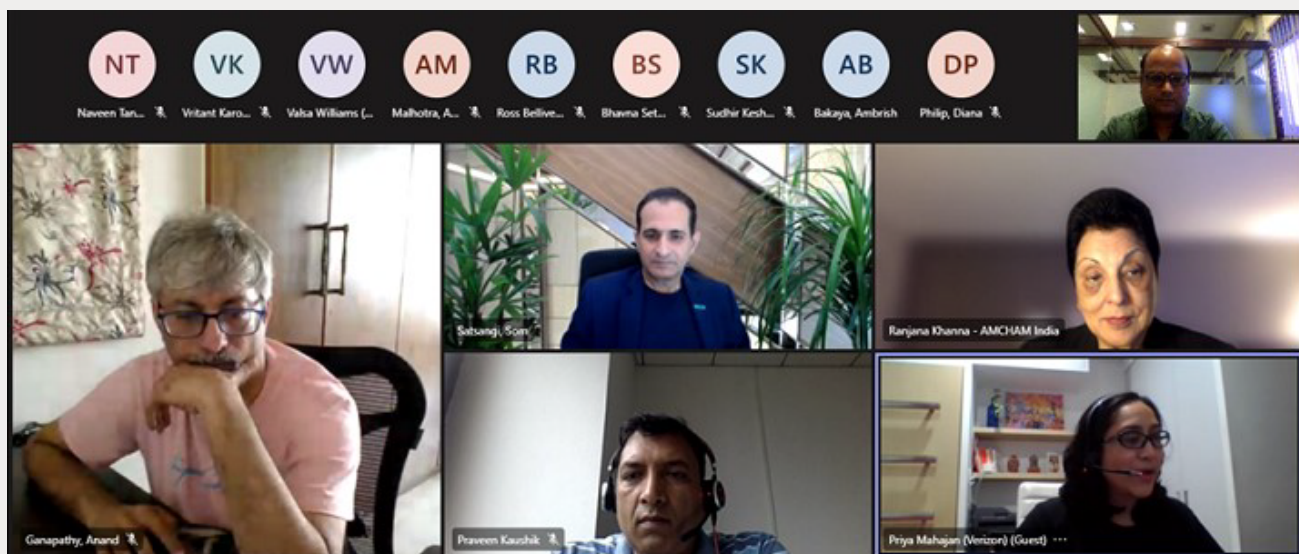 NT VK VW AM RB BS SK AB DP
Naveen Tan... Vritant Karo... Valsa Williams (... Malhotra, A... Ross Bellive... Bhavna Set... Sudhir Kesh... Bakaya, Ambrish Philip, Diana
Satsangi, Som
Ranjana Khanna - AMCHAM India
Ganapathy, Anand
Praveen Kaushik
Priya Mahajan (Verizon) (Guest) ...